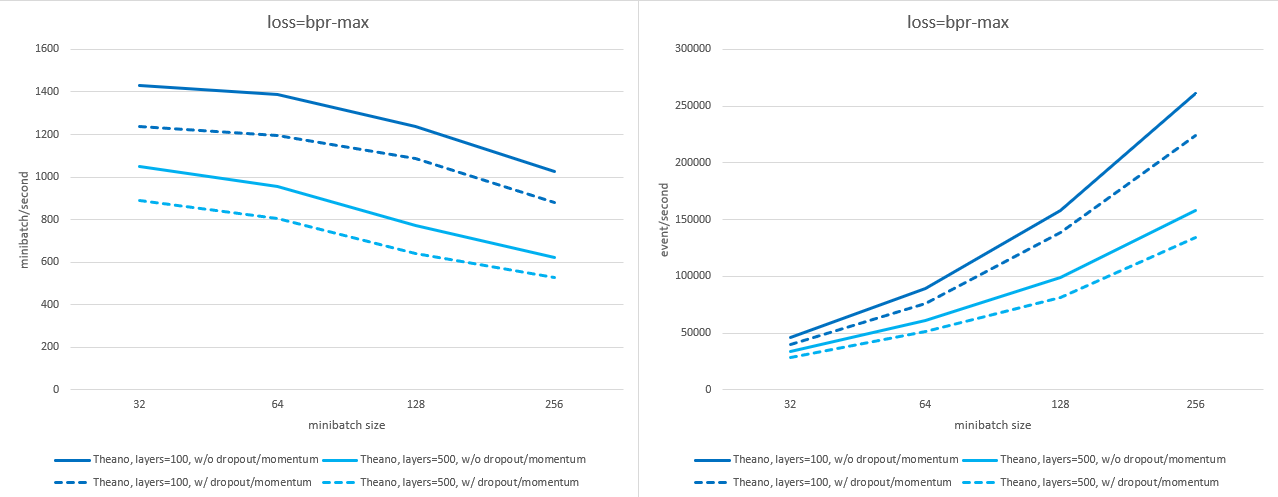 loss=bpr-max
1600
1400
1200
1000
800
600
400
200
0
minibatch/second
32 64 128 256
minibatch size
Theano, layers=100, w/o dropout/momentum Theano, layers=500, w/o dropout/momentum
Theano, layers=100, w/ dropout/momentum Theano, layers=500, w/ dropout/momentum
loss=bpr-max
300000
250000
200000
150000
100000
50000
0
event/second
32 64 128 256
minibatch size
Theano, layers=100, w/o dropout/momentum Theano, layers=500, w/o dropout/momentum
Theano, layers=100, w/ dropout/momentum Theano, layers=500, w/ dropout/momentum